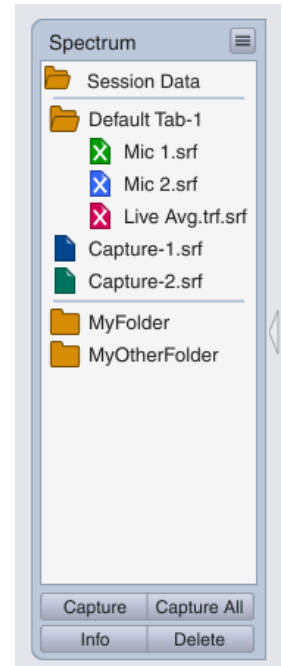 Spectrum
Session Data
Default Tab-1
Mic 1.srf
Mic 2.srf
Live Avg.trf.srf
Capture-1.srf
Capture-2.srf
MyFolder
MyOtherFolder
Capture Capture All
Info Delete